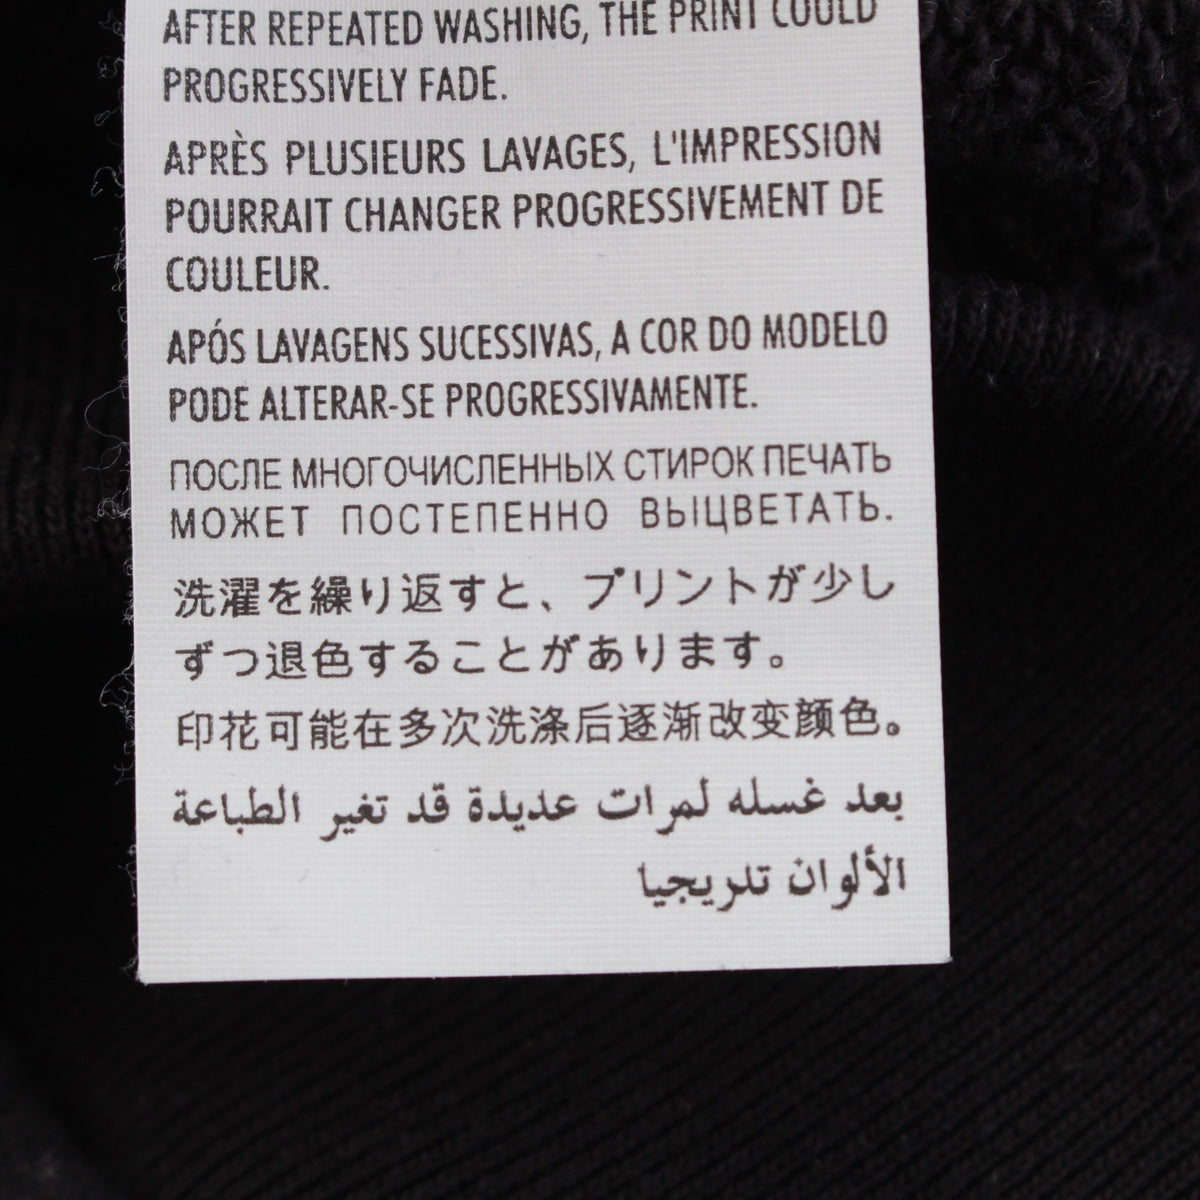 AFTER REPEATED WASHING, THE PRINT COULD
PROGRESSIVELY FADE.
APRÈS PLUSIEURS LAVAGES, L'IMPRESSION
POURRAIT CHANGER PROGRESSIVEMENT DE
COULEUR.
APÓS LAVAGENS SUCESSIVAS, A COR DO MODELO
PODE ALTERAR-SE PROGRESSIVAMENTE.
ПОСЛЕ МНОГОЧИСЛЕННЫХ СТИРОК ПЕЧАТЬ
МОЖЕТ ПОСТЕПЕННО ВЫЦВЕТАТЬ.
洗濯を繰り返すと、プリントが少し
ずつ退色することがあります。
印花可能在多次洗涤后逐渐改变颜色。
بعد غسله لمرات عديدة قد تغير الطباعة
الألوان تدريجيا